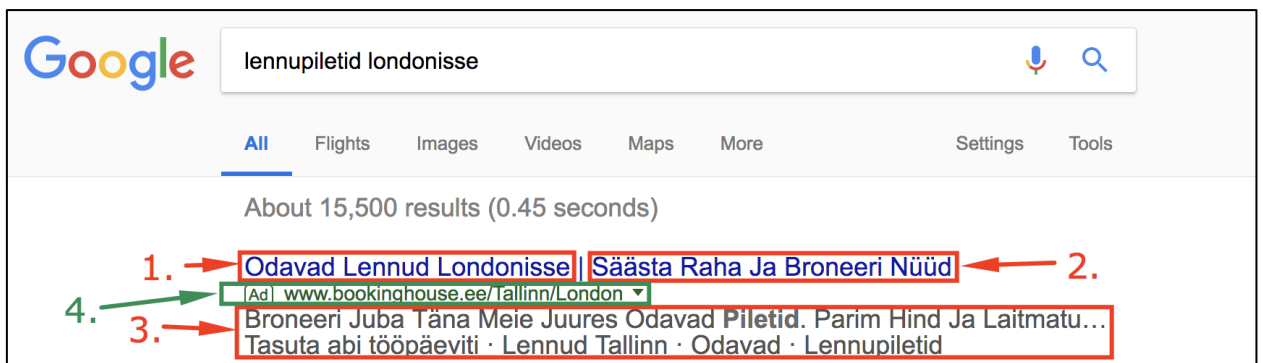 Google lennupiletid londonisse
All Flights Images Videos Maps More Settings Tools
About 15,500 results (0.45 seconds)
1. Odavad Lennud Londonisse | Säästa Raha Ja Broneeri Nüüd 2.
4. Ad www.bookinghouse.ee/Tallinn/London
3. Broneeri Juba Täna Meie Juures Odavad Piletid. Parim Hind Ja Laitmatu...
Tasuta abi tööpäeviti · Lennud Tallinn · Odavad · Lennupiletid